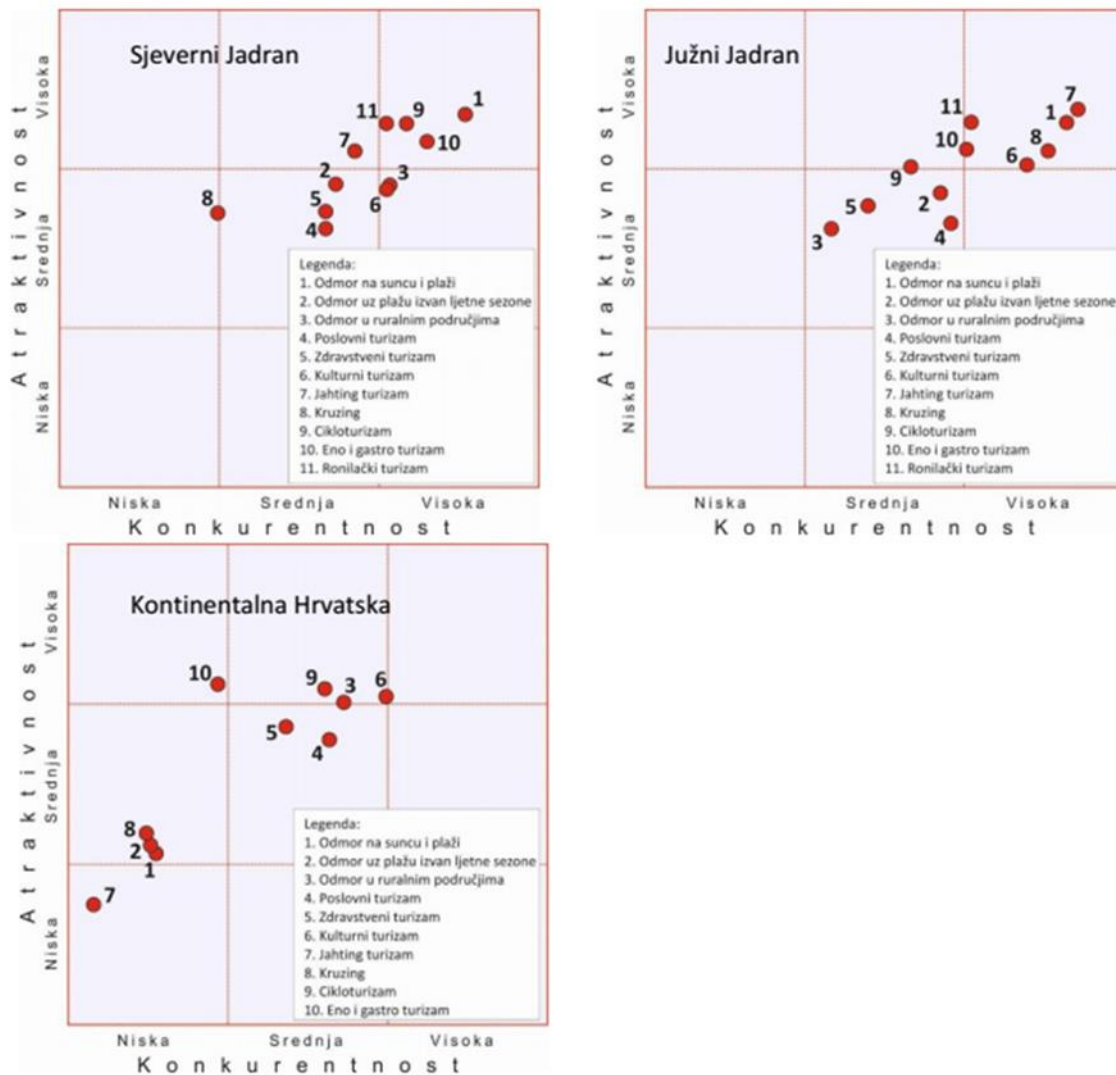 Sjeverni Jadran
Atraktivnost
Visoka
Srednja
Niska
1
11
9
10
7
2
3
8
5
6
4
Legenda:
1. Odmor na suncu i plaži
2. Odmor uz plažu izvan ljetne sezone
3. Odmor u ruralnim područjima
4. Poslovni turizam
5. Zdravstveni turizam
6. Kulturni turizam
7. Jahting turizam
8. Kruzing
9. Cikloturizam
10. Eno i gastro turizam
11. Ronilački turizam
Niska Srednja Visoka
Konkurentnost
Južni Jadran
Atraktivnost
Visoka
Srednja
Niska
7
11
1
10
8
6
9
5
2
3
4
Legenda:
1. Odmor na suncu i plaži
2. Odmor uz plažu izvan ljetne sezone
3. Odmor u ruralnim područjima
4. Poslovni turizam
5. Zdravstveni turizam
6. Kulturni turizam
7. Jahting turizam
8. Kruzing
9. Cikloturizam
10. Eno i gastro turizam
11. Ronilački turizam
Niska Srednja Visoka
Konkurentnost
Kontinentalna Hrvatska
Atraktivnost
Visoka
Srednja
Niska
10
9
3
6
5
4
8
2
1
7
Legenda:
1. Odmor na suncu i plaži
2. Odmor uz plažu izvan ljetne sezone
3. Odmor u ruralnim područjima
4. Poslovni turizam
5. Zdravstveni turizam
6. Kulturni turizam
7. Jahting turizam
8. Kruzing
9. Cikloturizam
10. Eno i gastro turizam
Niska Srednja Visoka
Konkurentnost